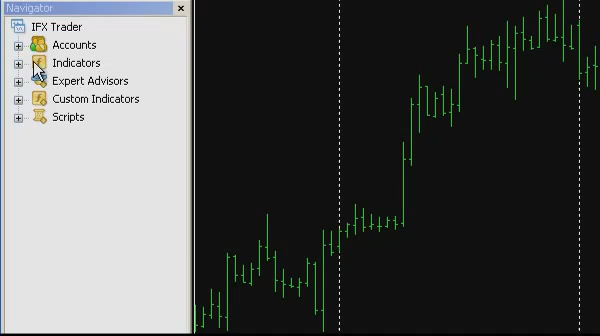 Navigator
IFX Trader
Accounts
Indicators
Expert Advisors
Custom Indicators
Scripts